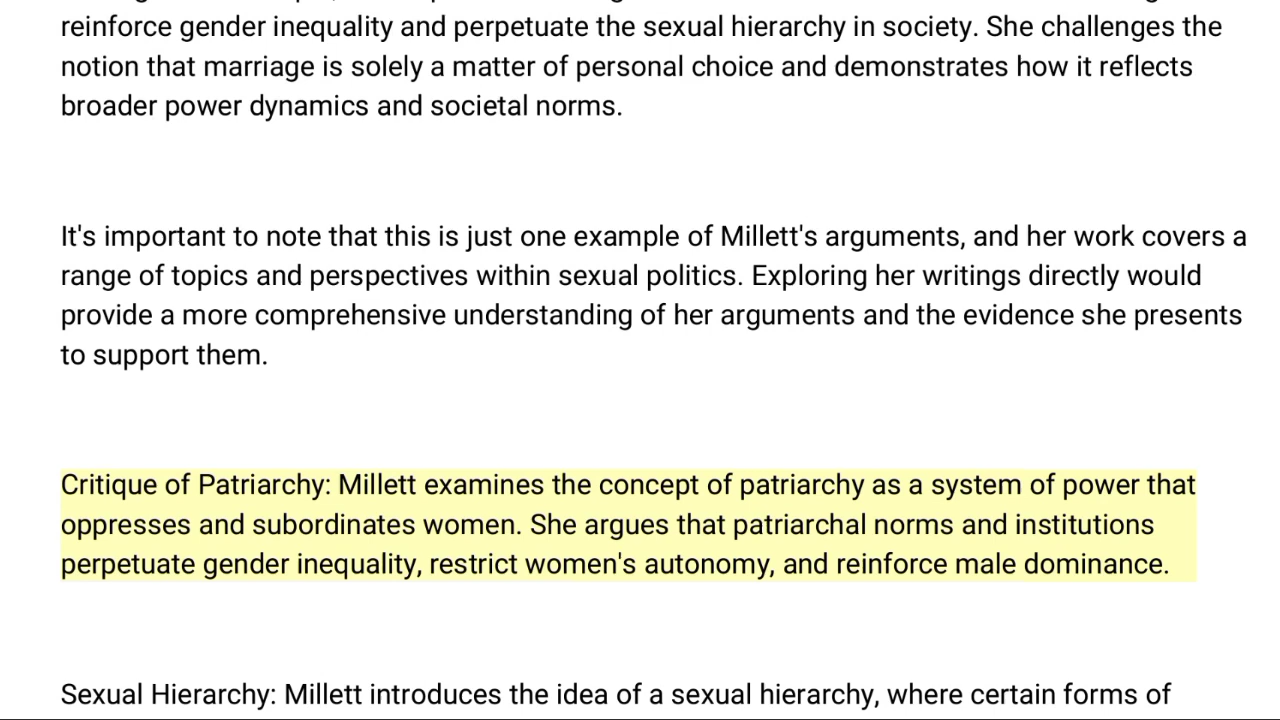 reinforce gender inequality and perpetuate the sexual hierarchy in society. She challenges the
notion that marriage is solely a matter of personal choice and demonstrates how it reflects
broader power dynamics and societal norms.
It's important to note that this is just one example of Millett's arguments, and her work covers a
range of topics and perspectives within sexual politics. Exploring her writings directly would
provide a more comprehensive understanding of her arguments and the evidence she presents
to support them.
Critique of Patriarchy: Millett examines the concept of patriarchy as a system of power that
oppresses and subordinates women. She argues that patriarchal norms and institutions
perpetuate gender inequality, restrict women's autonomy, and reinforce male dominance.
Sexual Hierarchy: Millett introduces the idea of a sexual hierarchy, where certain forms of